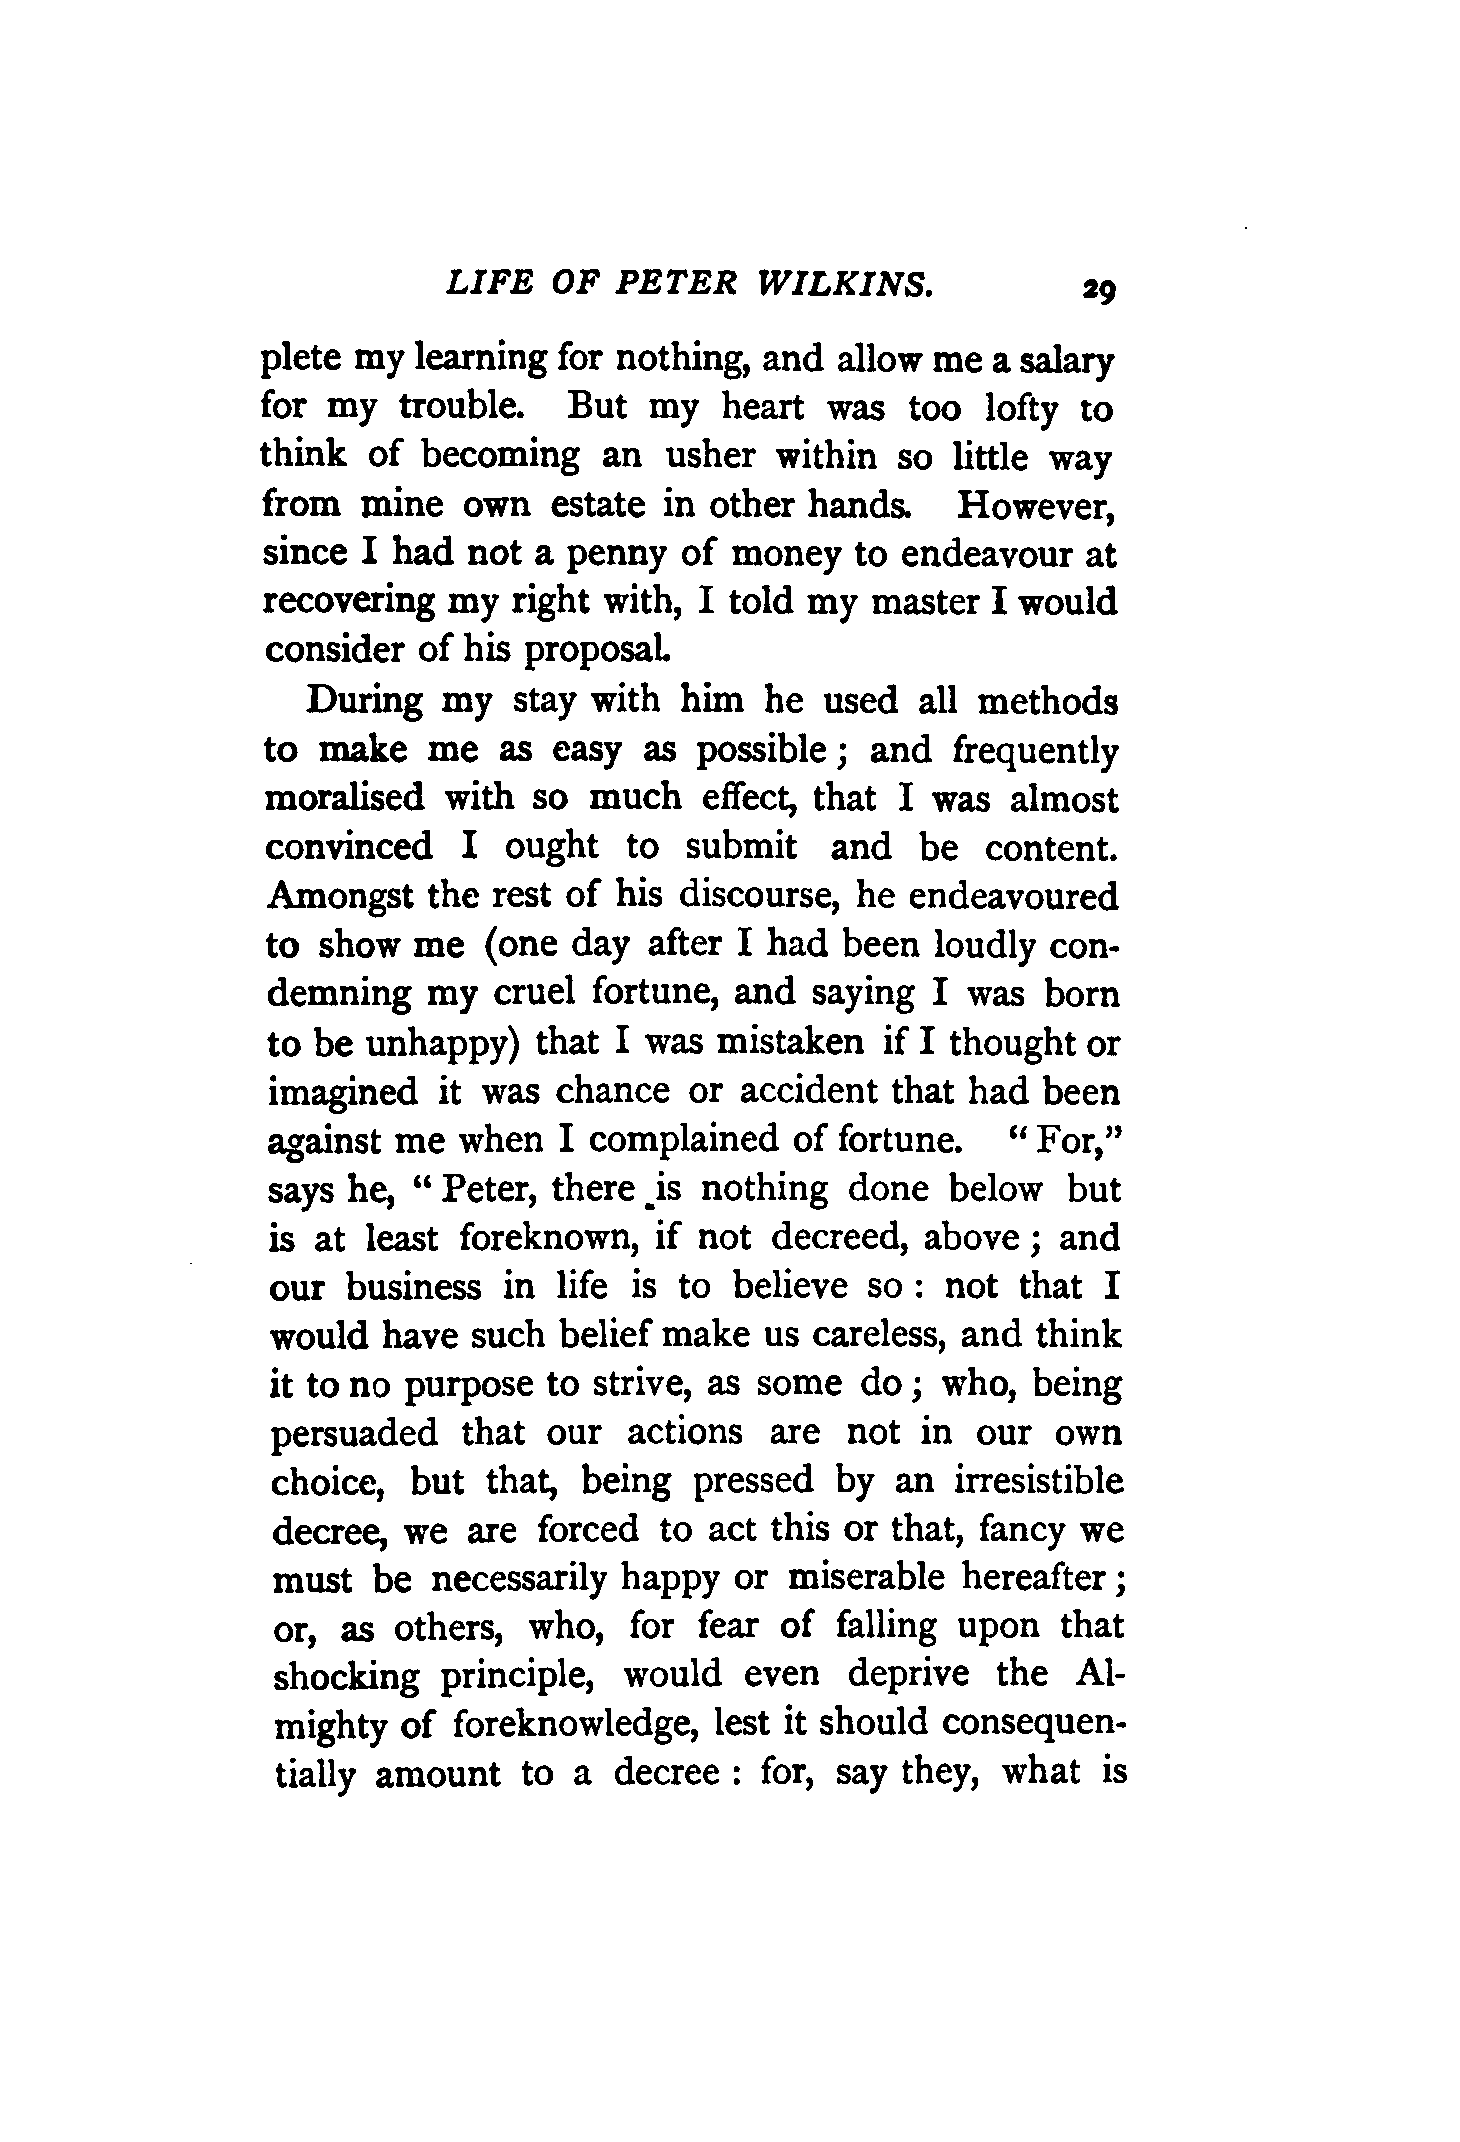 LIFE OF PETER WILKINS. 29
plete my learning for nothing, and allow me a salary
for my trouble. But my heart was too lofty to
think of becoming an usher within so little way
from mine own estate in other hands. However,
since I had not a penny of money to endeavour at
recovering my right with, I told my master I would
consider of his proposal.
During my stay with him he used all methods
to make me as easy as possible ; and frequently
moralised with so much effect, that I was almost
convinced I ought to submit and be content.
Amongst the rest of his discourse, he endeavoured
to show me (one day after I had been loudly con-
demning my cruel fortune, and saying I was born
to be unhappy) that I was mistaken if I thought or
imagined it was chance or accident that had been
against me when I complained of fortune. “ For,”
says he, “ Peter, there is nothing done below but
is at least foreknown, if not decreed, above ; and
our business in life is to believe so : not that I
would have such belief make us careless, and think
it to no purpose to strive, as some do ; who, being
persuaded that our actions are not in our own
choice, but that, being pressed by an irresistible
decree, we are forced to act this or that, fancy we
must be necessarily happy or miserable hereafter ;
or, as others, who, for fear of falling upon that
shocking principle, would even deprive the Al-
mighty of foreknowledge, lest it should consequen-
tially amount to a decree : for, say they, what is